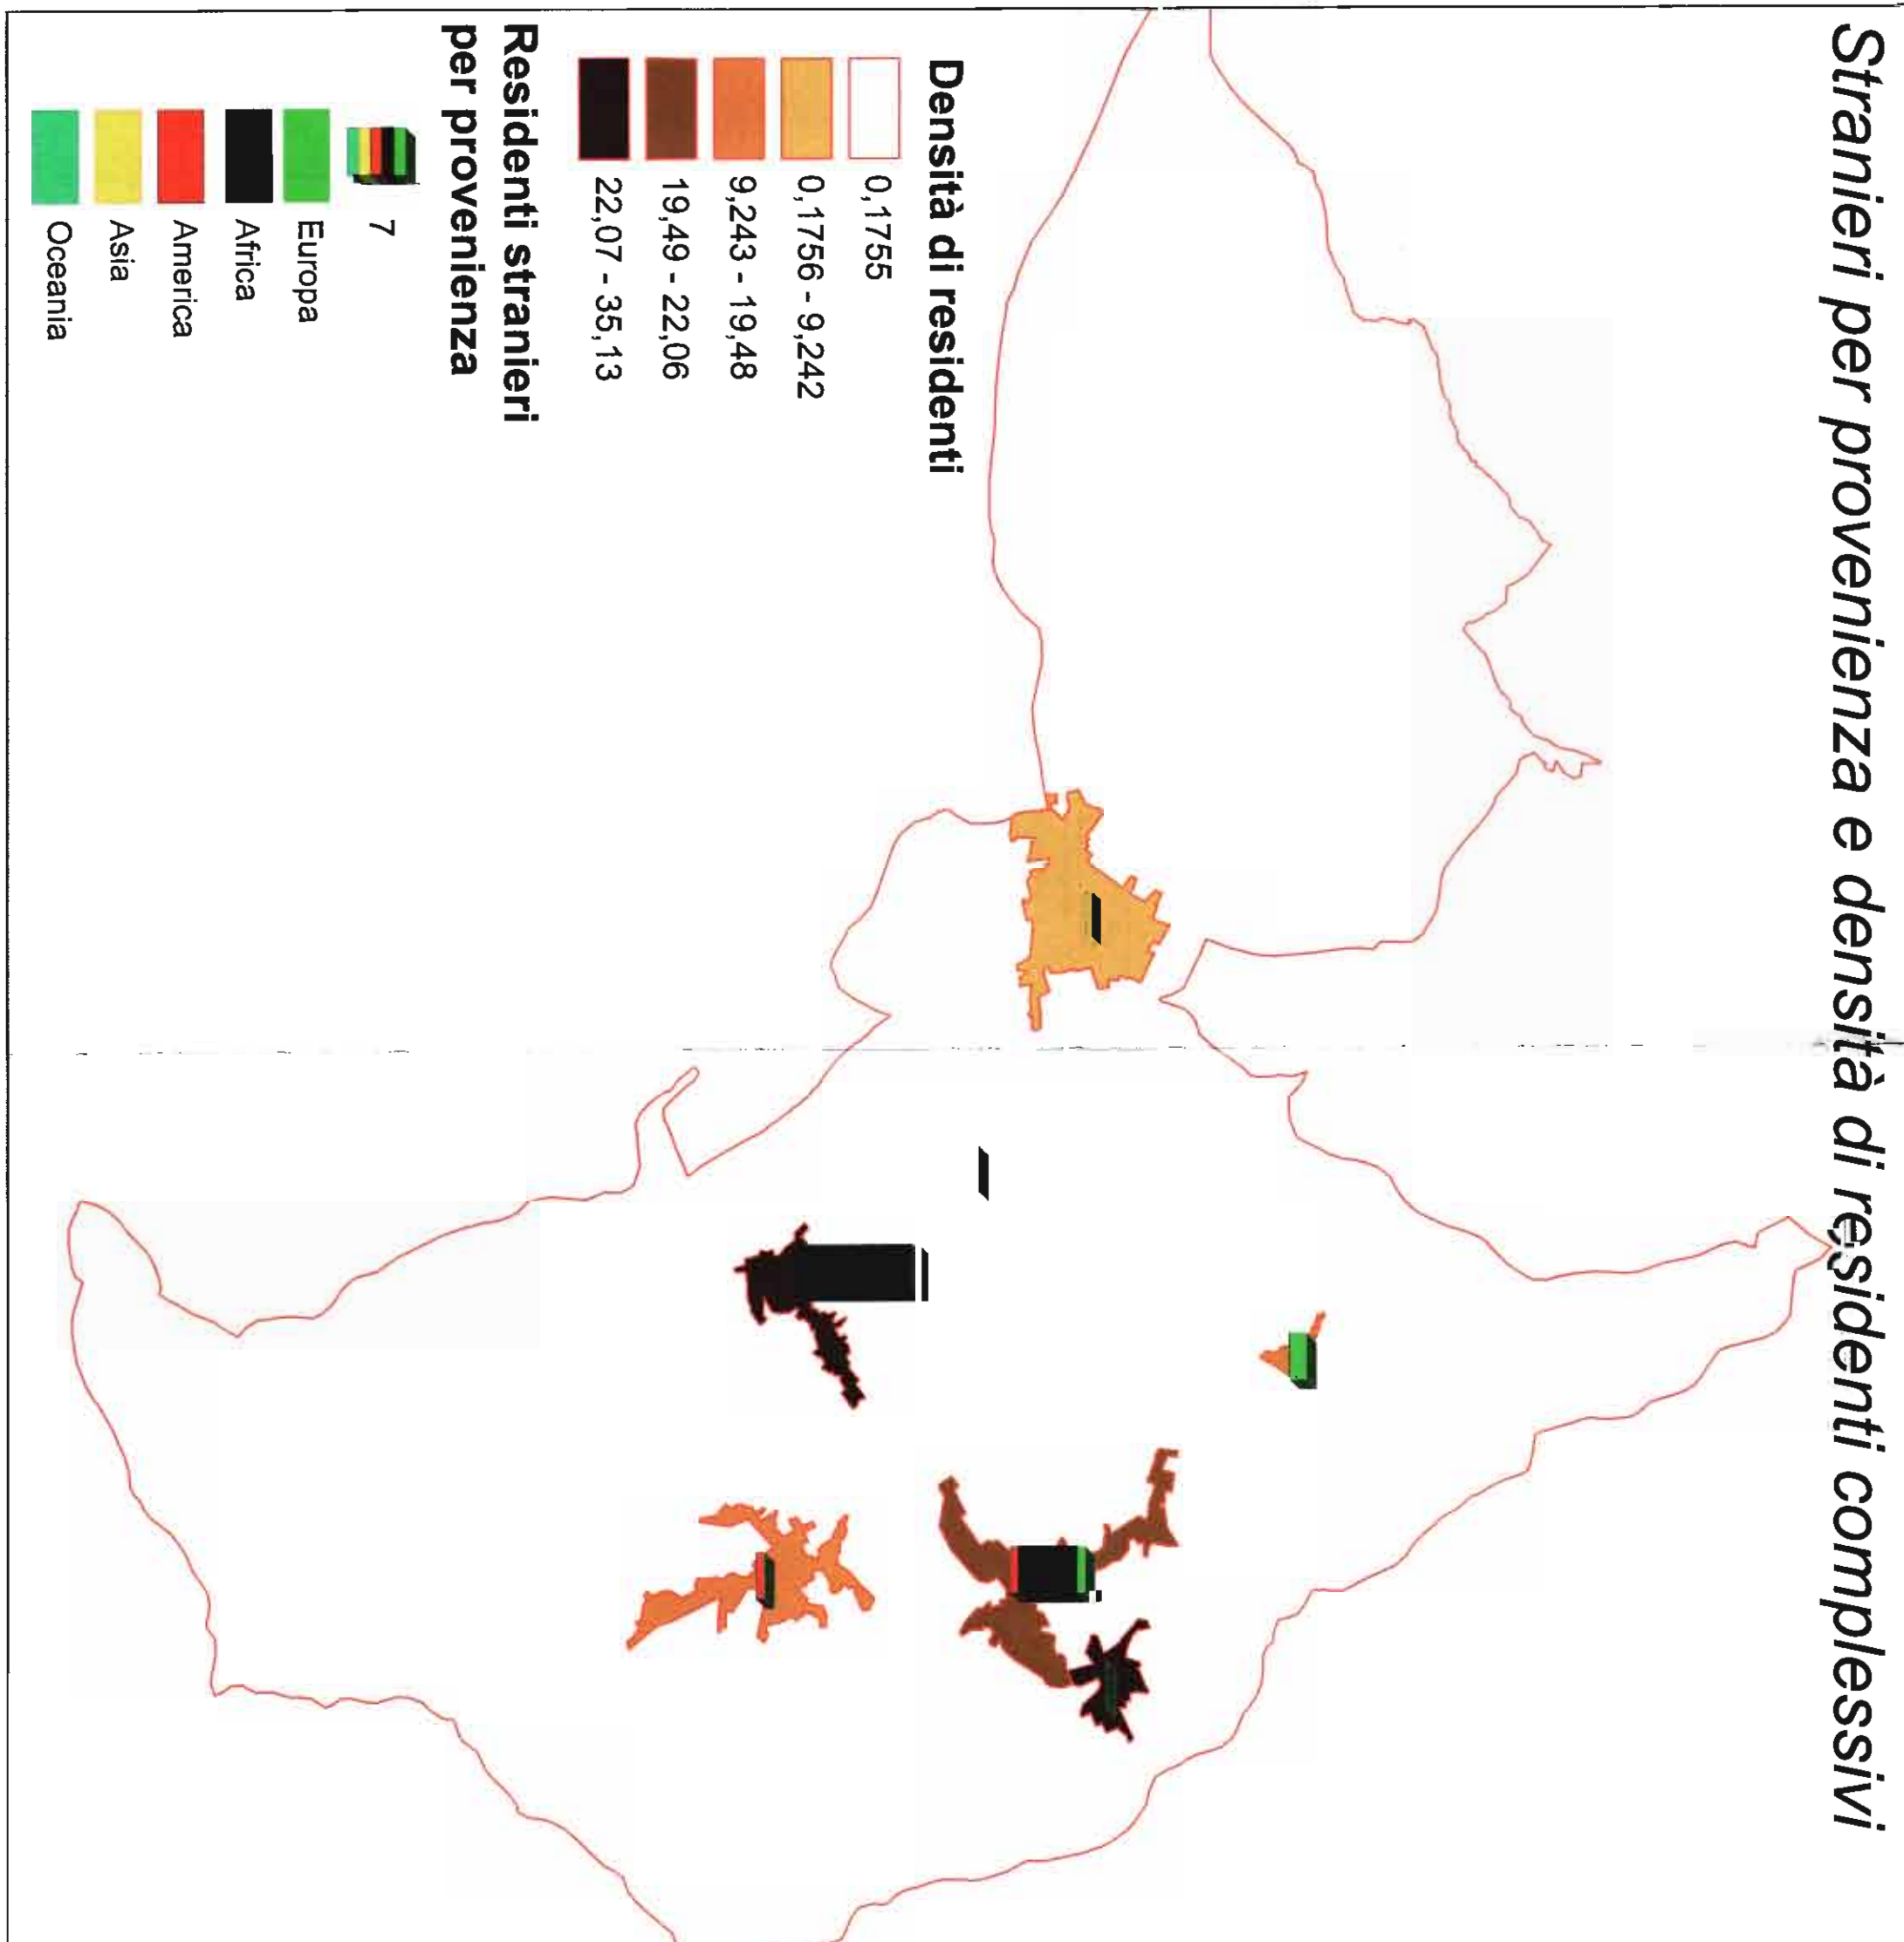 Stranieri per provenienza e densità di residenti complessivi
Densità di residenti
0,1755
0,1756 - 9,242
9,243 - 19,48
19,49 - 22,06
22,07 - 35,13
Residenti stranieri
per provenienza
7
Europa
Africa
America
Asia
Oceania